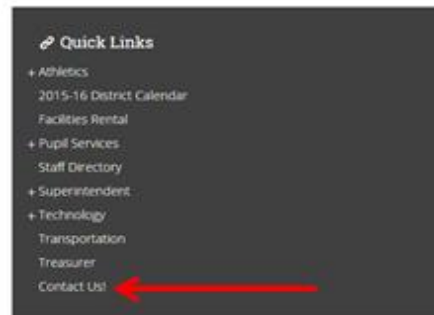 Quick Links
+ Athletics
2015-16 District Calendar
Facilities Rental
+ Pupil Services
Staff Directory
+ Superintendent
+ Technology
Transportation
Treasurer
Contact Us!